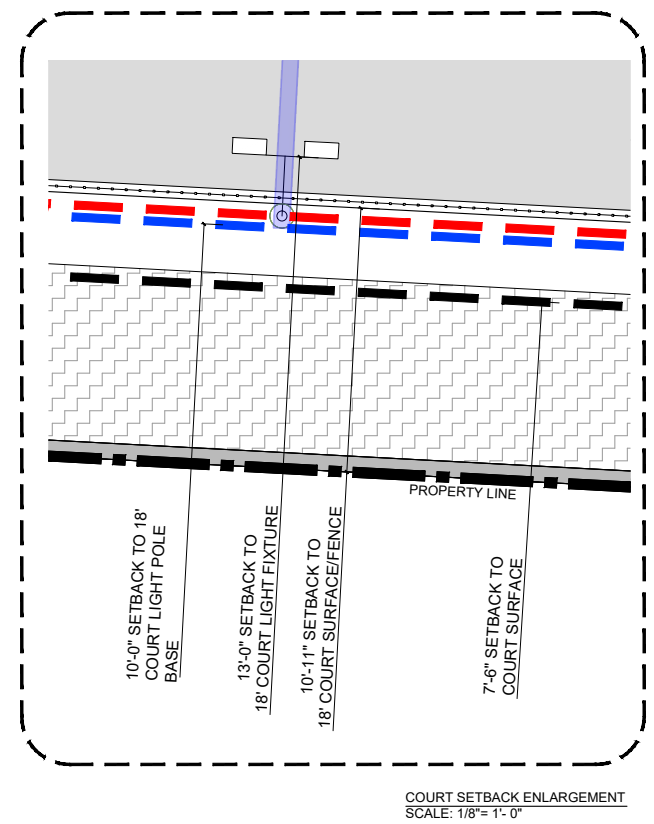 PROPERTY LINE
10'-0" SETBACK TO 18'
COURT LIGHT POLE
BASE
13'-0" SETBACK TO
18' COURT LIGHT FIXTURE
10'-11" SETBACK TO
18' COURT SURFACE/FENCE
7'-6" SETBACK TO
COURT SURFACE
COURT SETBACK ENLARGEMENT
SCALE: 1/8"= 1'- 0"